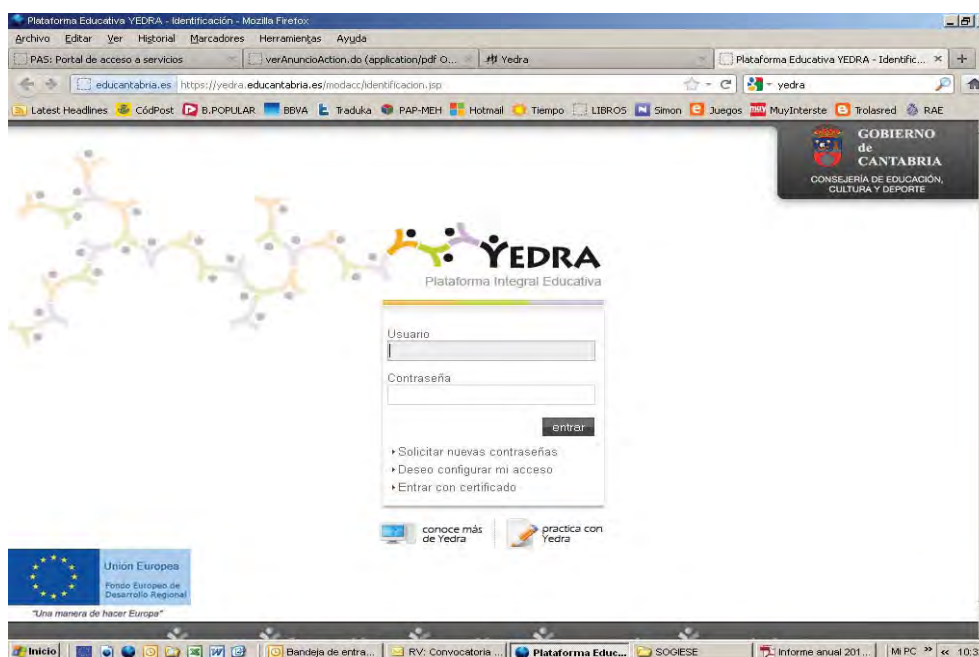 Plataforma Educativa YEDRA - Identificación - Mozilla Firefox
Archivo Editar Ver Historial Marcadores Herramientas Ayuda
PAS: Portal de acceso a servicios verAnuncioAction.do (application/pdf O... Yedra Plataforma Educativa YEDRA - Identific...
educantabria.es https://yedra.educantabria.es/modacc/identificacion.jsp yedra
Latest Headlines CódPost B.POPULAR BBVA Traduka PAP-MEH Hotmail Tiempo LIBROS Simon Juegos MuyInterste Trolasred RAE
GOBIERNO
de
CANTABRIA
CONSEJERÍA DE EDUCACIÓN,
CULTURA Y DEPORTE
YEDRA
Plataforma Integral Educativa
Usuario
Contraseña
entrar
Solicitar nuevas contraseñas
Deseo configurar mi acceso
Entrar con certificado
conoce más
de Yedra
practica con
Yedra
Unión Europea
Fondo Europeo de
Desarrollo Regional
"Una manera de hacer Europa"
Inicio Bandeja de entra... RV: Convocatoria ... Plataforma Educ... SOGIESE Informe anual 201... Mi PC » « 10: